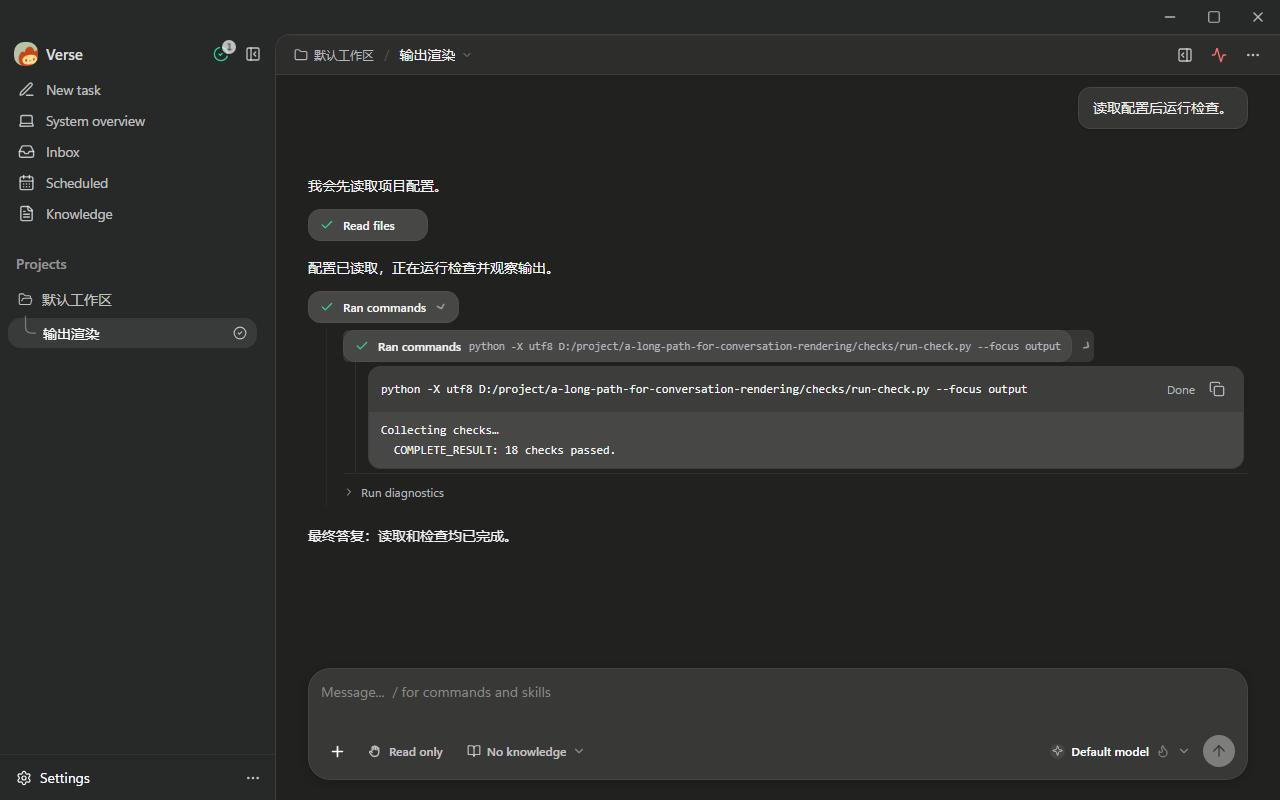 Verse
1
New task
System overview
Inbox
Scheduled
Knowledge
Projects
默认工作区
输出渲染
Settings
默认工作区 / 输出渲染
读取配置后运行检查。
我会先读取项目配置。
Read files
配置已读取，正在运行检查并观察输出。
Ran commands
Ran commands python -X utf8 D:/project/a-long-path-for-conversation-rendering/checks/run-check.py --focus output
python -X utf8 D:/project/a-long-path-for-conversation-rendering/checks/run-check.py --focus output Done
Collecting checks…
COMPLETE_RESULT: 18 checks passed.
Run diagnostics
最终答复：读取和检查均已完成。
Message... / for commands and skills
Read only No knowledge Default model